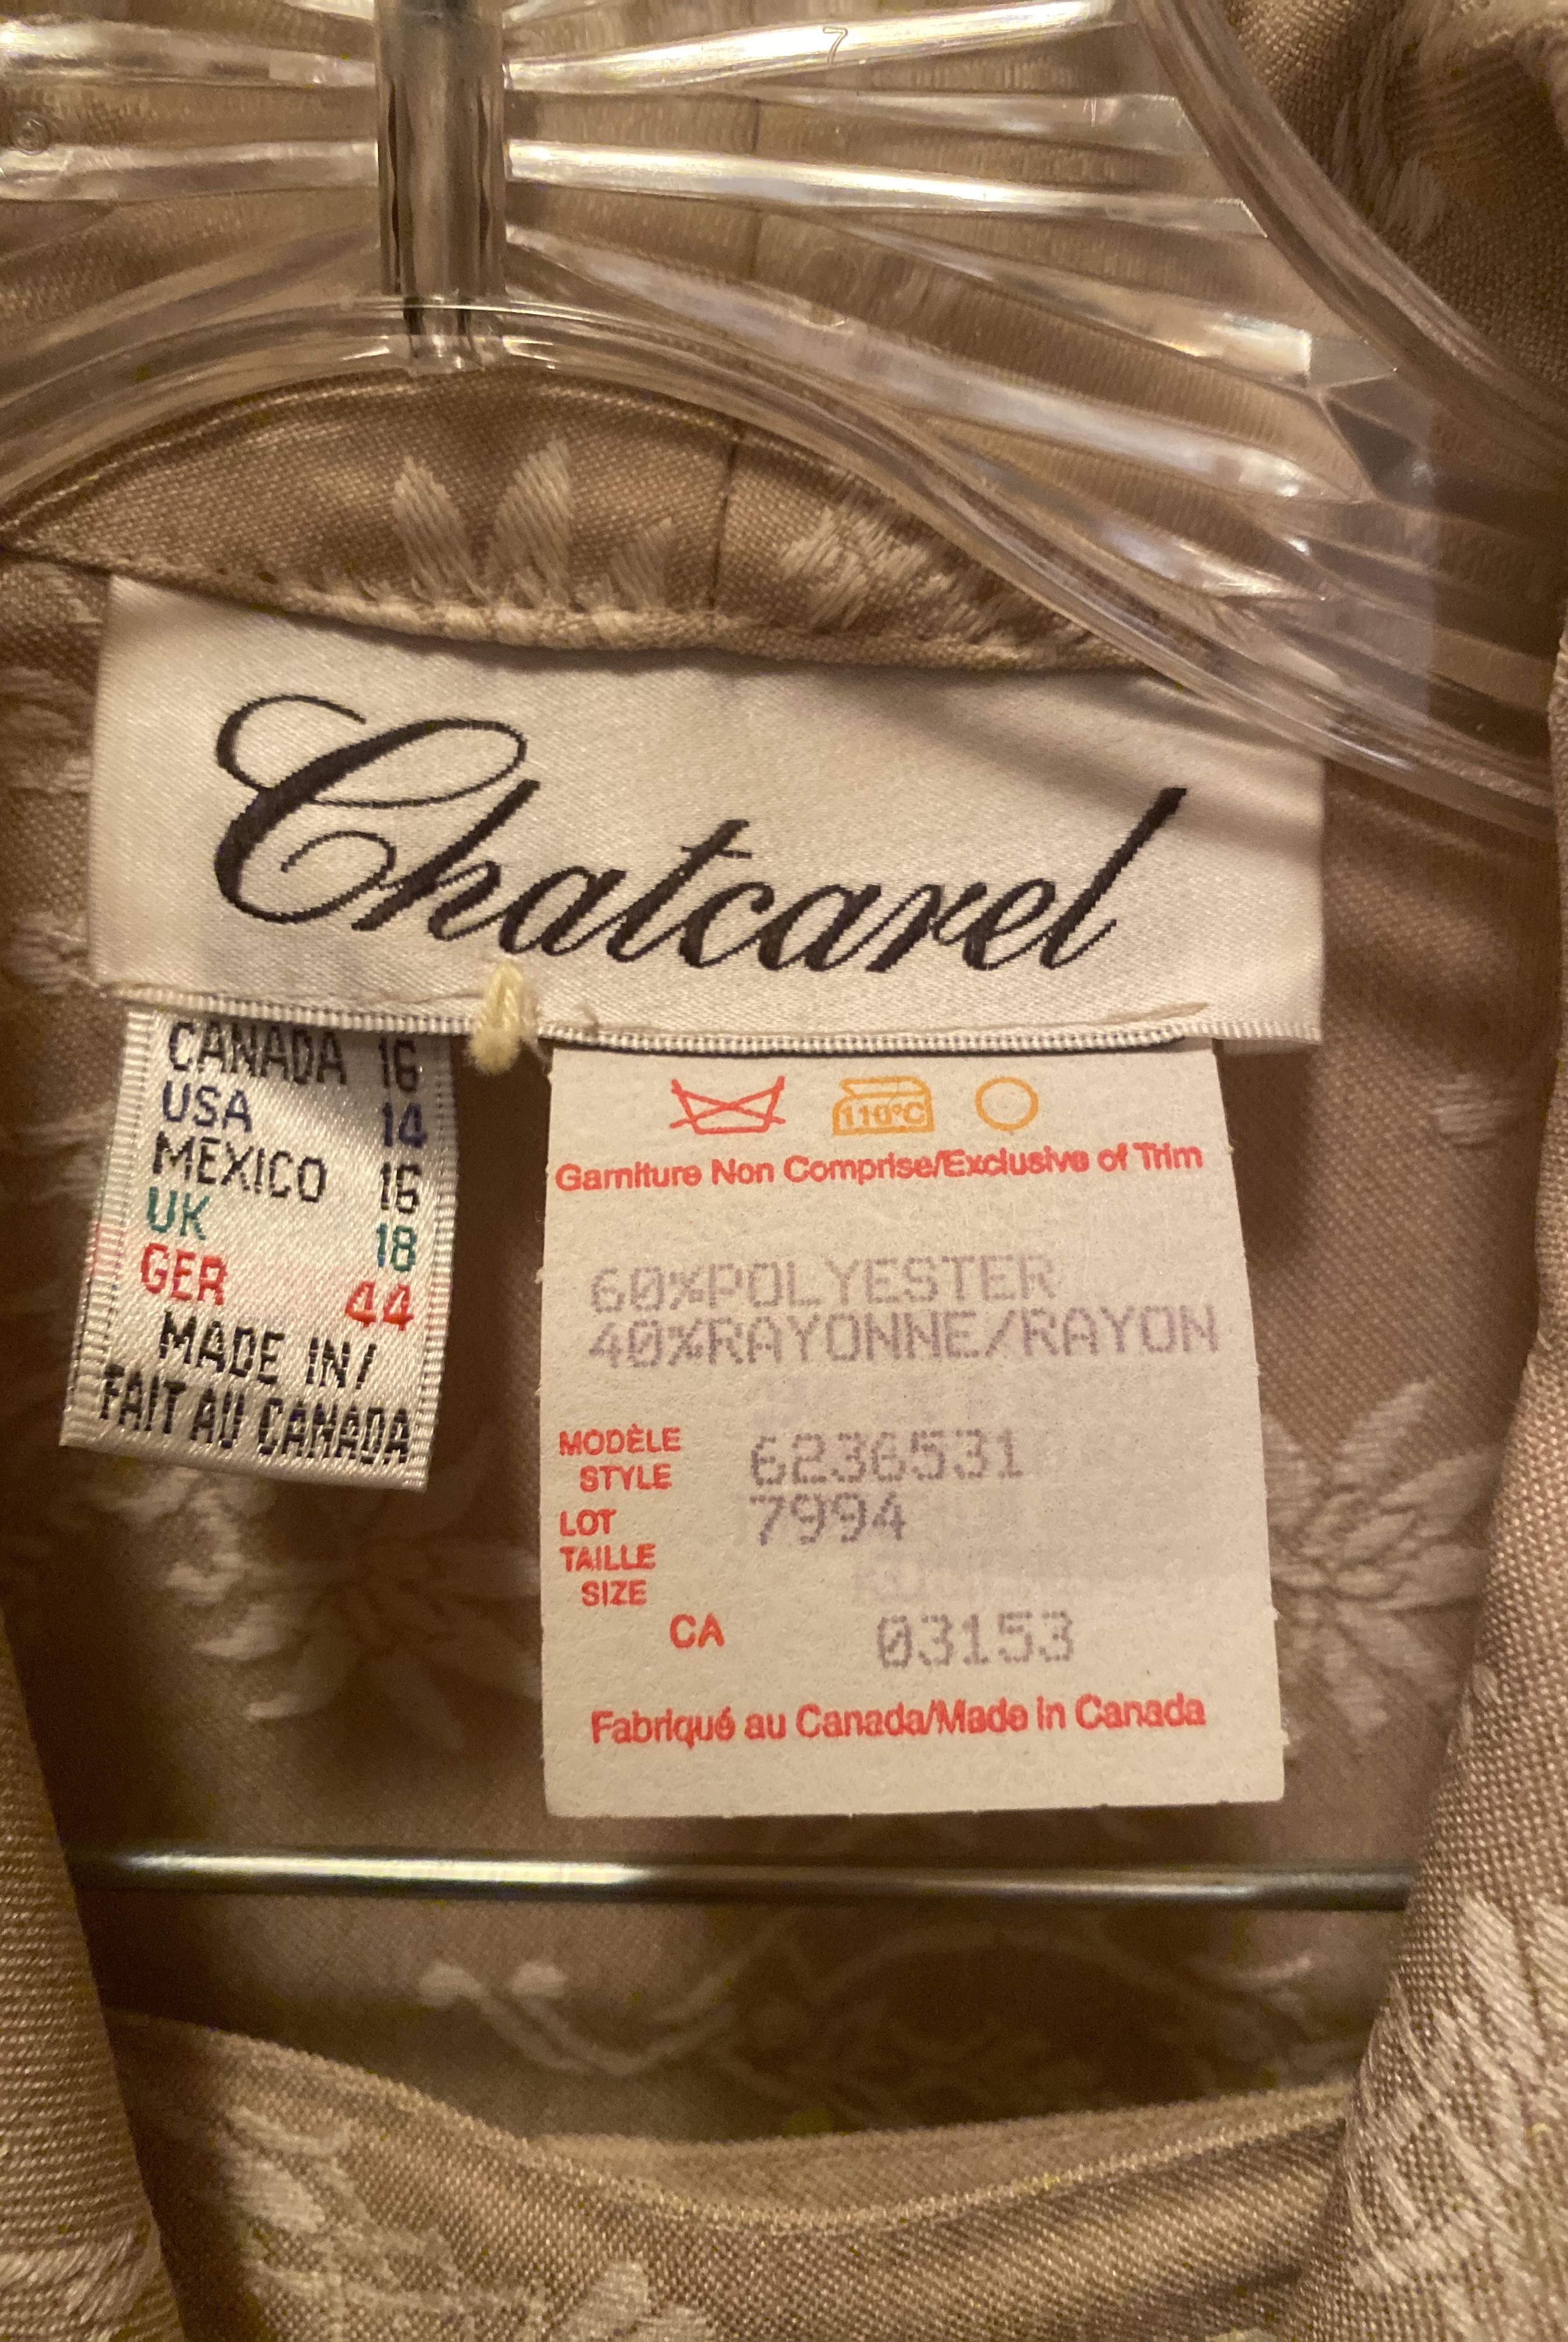 7
Chatcarel
CANADA 16
USA 14
MEXICO 16
UK 18
GER 44
MADE IN/
FAIT AU CANADA
110°C
Garniture Non Comprise/Exclusive of Trim
60%POLYESTER
40%RAYONNE/RAYON
MODÈLE
STYLE 6236531
LOT 7994
TAILLE
SIZE
CA 03153
Fabriqué au Canada/Made in Canada